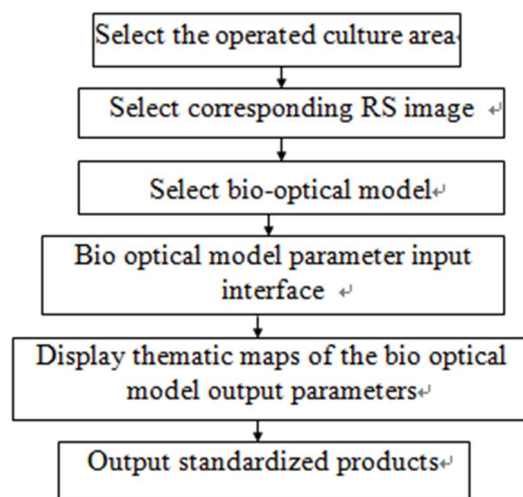 Select the operated culture area
Select corresponding RS image
Select bio-optical model
Bio optical model parameter input
interface
Display thematic maps of the bio optical
model output parameters
Output standardized products